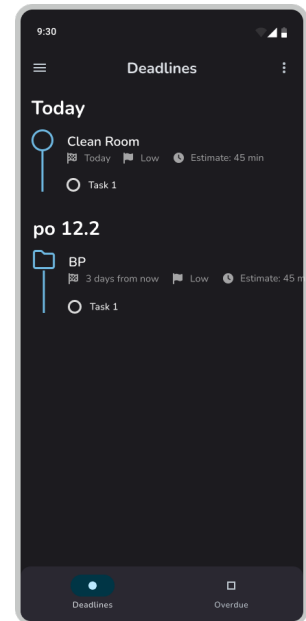 9:30
Deadlines
Today
Clean Room
Today Low Estimate: 45 min
Task 1
po 12.2
BP
3 days from now Low Estimate: 45 m
Task 1
Deadlines Overdue